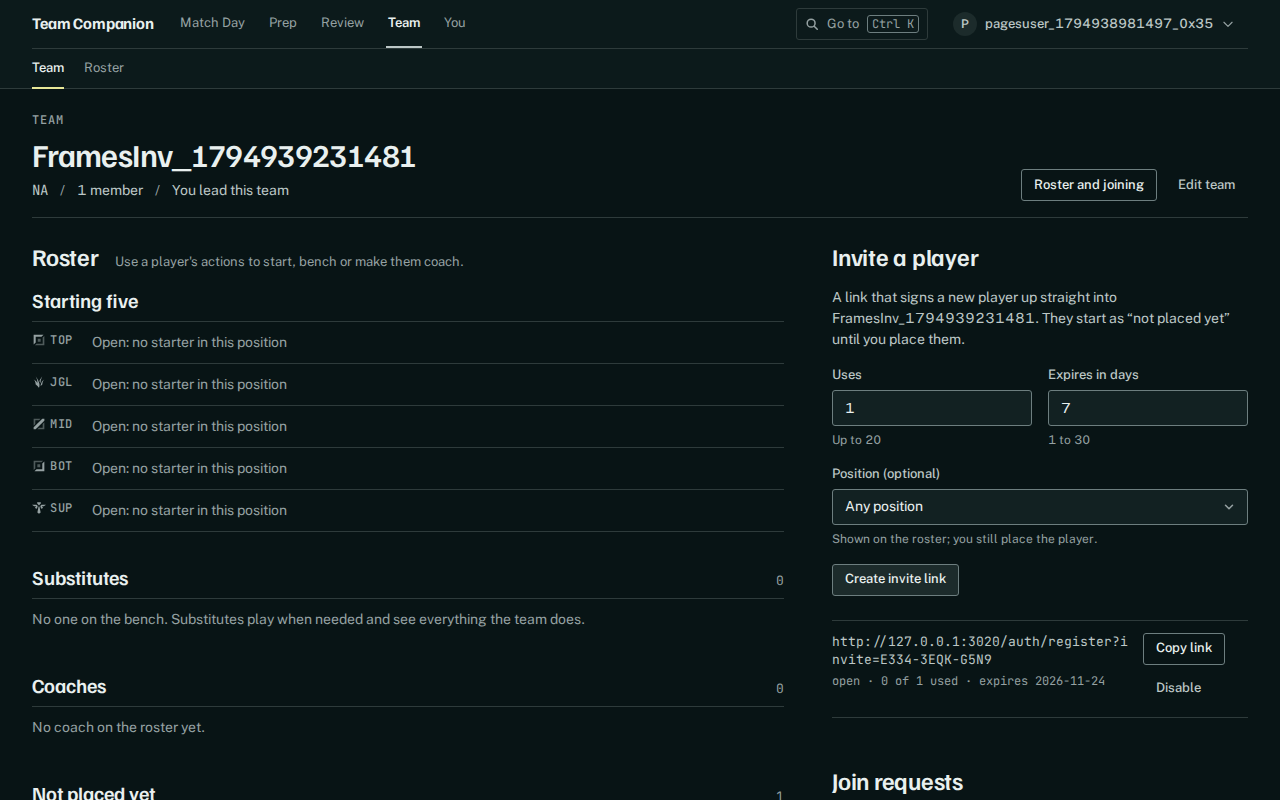 Team Companion Match Day Prep Review Team You Go to Ctrl K P pagesuser_1794938981497_0x35
Team Roster
TEAM
FramesInv_1794939231481
NA / 1 member / You lead this team
Roster and joining Edit team
Roster Use a player's actions to start, bench or make them coach.
Starting five
TOP Open: no starter in this position
JGL Open: no starter in this position
MID Open: no starter in this position
BOT Open: no starter in this position
SUP Open: no starter in this position
Substitutes 0
No one on the bench. Substitutes play when needed and see everything the team does.
Coaches 0
No coach on the roster yet.
Not placed yet 1
Invite a player
A link that signs a new player up straight into
FramesInv_1794939231481. They start as “not placed yet”
until you place them.
Uses Expires in days
1 7
Up to 20 1 to 30
Position (optional)
Any position
Shown on the roster; you still place the player.
Create invite link
http://127.0.0.1:3020/auth/register?i
nvite=E334-3EQK-G5N9
open · 0 of 1 used · expires 2026-11-24
Copy link
Disable
Join requests